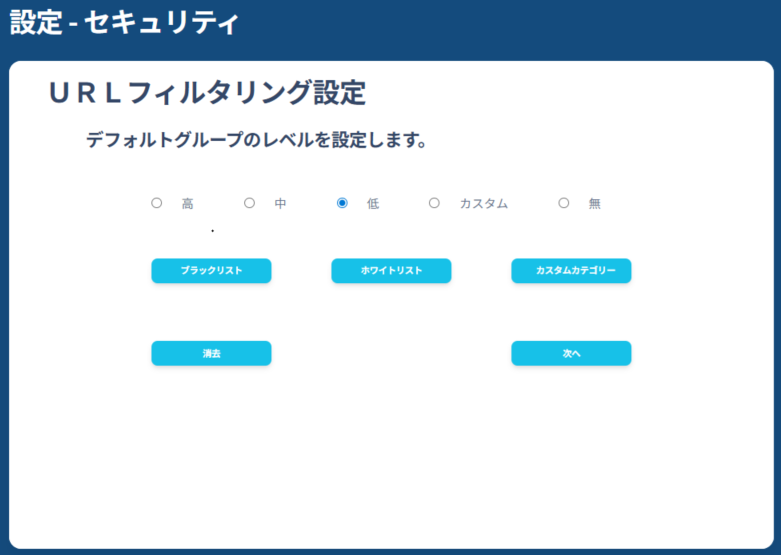 設定 - セキュリティ
ＵＲＬフィルタリング設定
デフォルトグループのレベルを設定します。
高 中 低 カスタム 無
ブラックリスト ホワイトリスト カスタムカテゴリー
消去 次へ